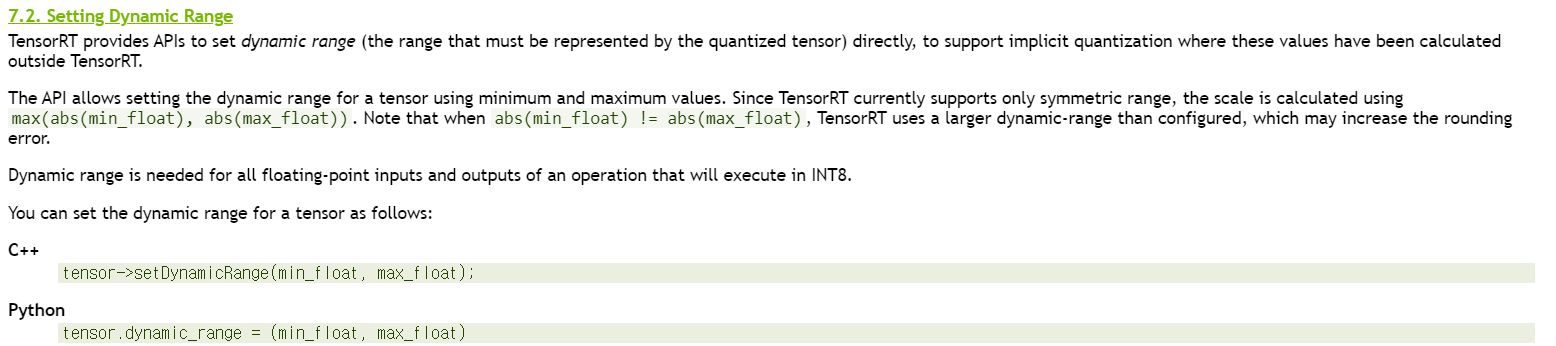 7.2. Setting Dynamic Range
TensorRT provides APIs to set dynamic range (the range that must be represented by the quantized tensor) directly, to support implicit quantization where these values have been calculated
outside TensorRT.
The API allows setting the dynamic range for a tensor using minimum and maximum values. Since TensorRT currently supports only symmetric range, the scale is calculated using
max(abs(min_float), abs(max_float)). Note that when abs(min_float) != abs(max_float), TensorRT uses a larger dynamic-range than configured, which may increase the rounding
error.
Dynamic range is needed for all floating-point inputs and outputs of an operation that will execute in INT8.
You can set the dynamic range for a tensor as follows:
C++
tensor->setDynamicRange(min_float, max_float);
Python
tensor.dynamic_range = (min_float, max_float)